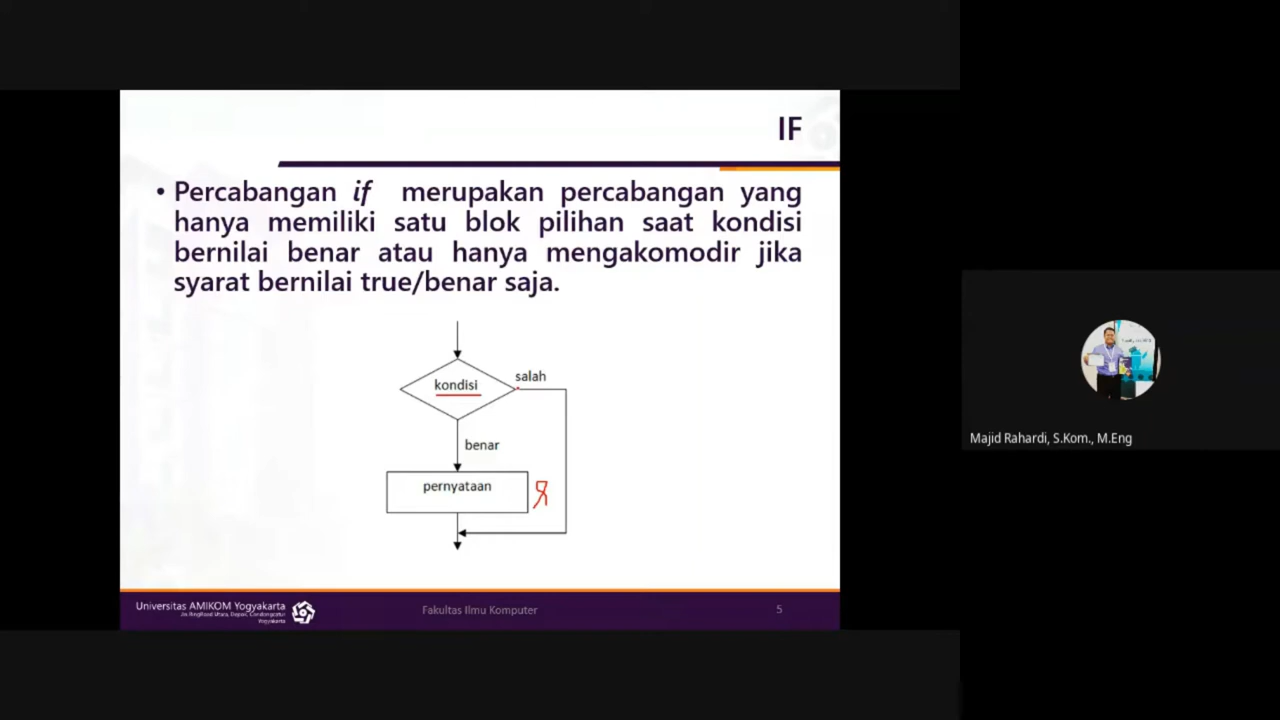 IF
• Percabangan if merupakan percabangan yang
hanya memiliki satu blok pilihan saat kondisi
bernilai benar atau hanya mengakomodir jika
syarat bernilai true/benar saja.
kondisi
salah
benar
pernyataan
Universitas AMIKOM Yogyakarta
Jln Ring Road Utara, Depok, Condongcatur
Yogyakarta
Fakultas Ilmu Komputer
5
Majid Rahardi, S.Kom., M.Eng